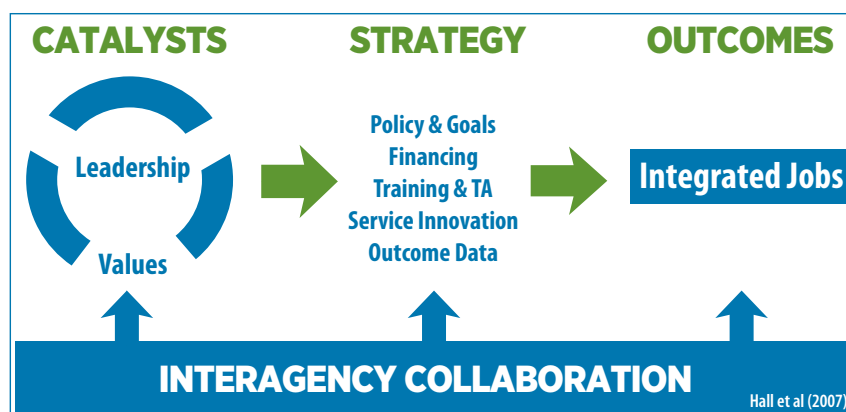 CATALYSTS
STRATEGY
OUTCOMES
Leadership
Values
Policy & Goals
Financing
Training & TA
Service Innovation
Outcome Data
Integrated Jobs
INTERAGENCY COLLABORATION
Hall et al (2007)